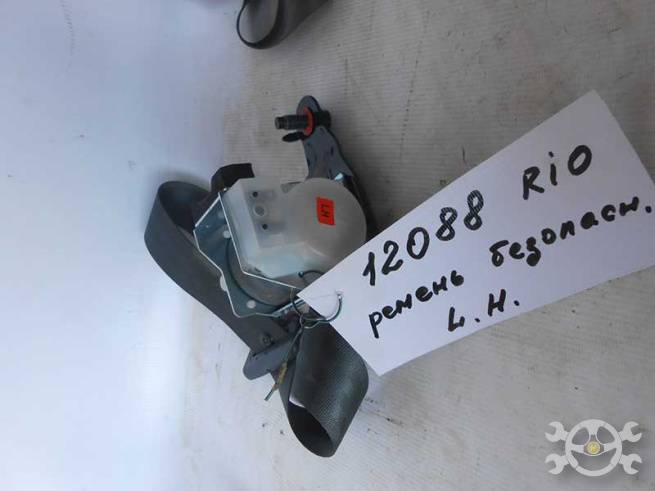 12088 RIO
ремень безопасн.
L.H.
LH